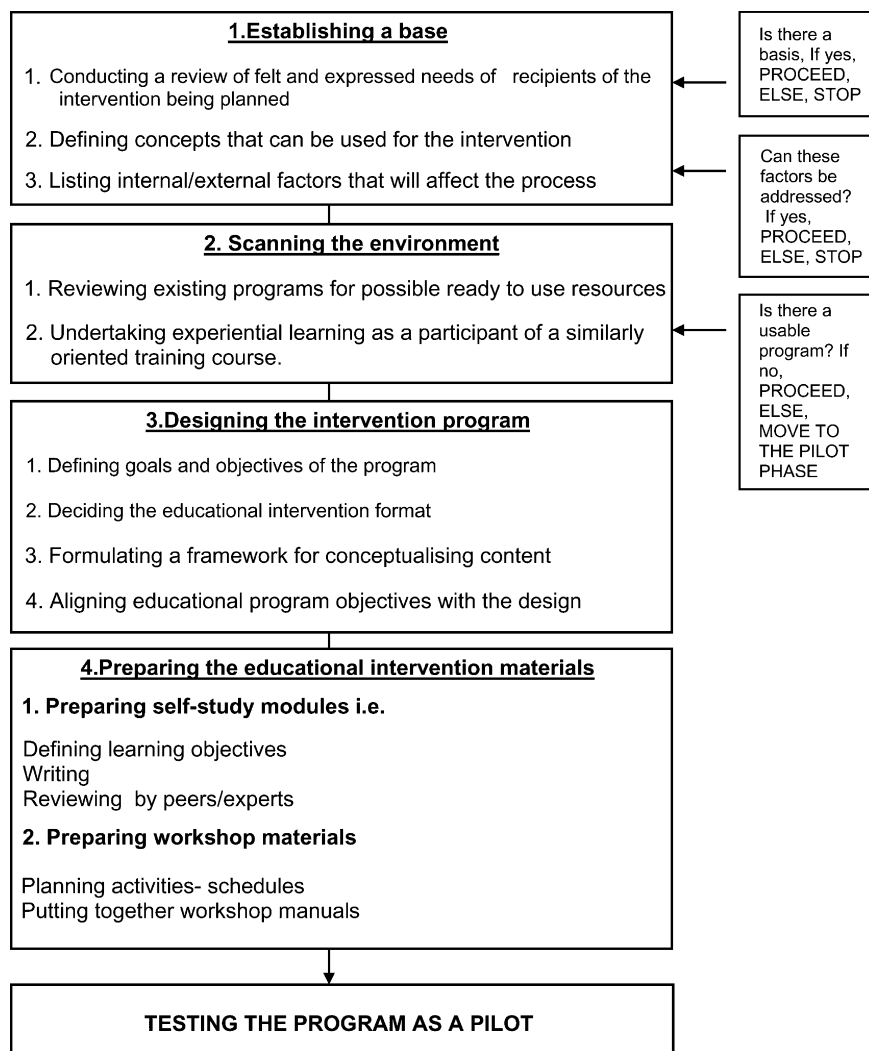 1.Establishing a base
1. Conducting a review of felt and expressed needs of recipients of the
intervention being planned
2. Defining concepts that can be used for the intervention
3. Listing internal/external factors that will affect the process
Is there a
basis, If yes,
PROCEED,
ELSE, STOP
Can these
factors be
addressed?
If yes,
PROCEED,
ELSE, STOP
2. Scanning the environment
1. Reviewing existing programs for possible ready to use resources
2. Undertaking experiential learning as a participant of a similarly
oriented training course.
Is there a
usable
program? If
no,
PROCEED,
ELSE,
MOVE TO
THE PILOT
PHASE
3.Designing the intervention program
1. Defining goals and objectives of the program
2. Deciding the educational intervention format
3. Formulating a framework for conceptualising content
4. Aligning educational program objectives with the design
4.Preparing the educational intervention materials
1. Preparing self-study modules i.e.
Defining learning objectives
Writing
Reviewing by peers/experts
2. Preparing workshop materials
Planning activities- schedules
Putting together workshop manuals
TESTING THE PROGRAM AS A PILOT